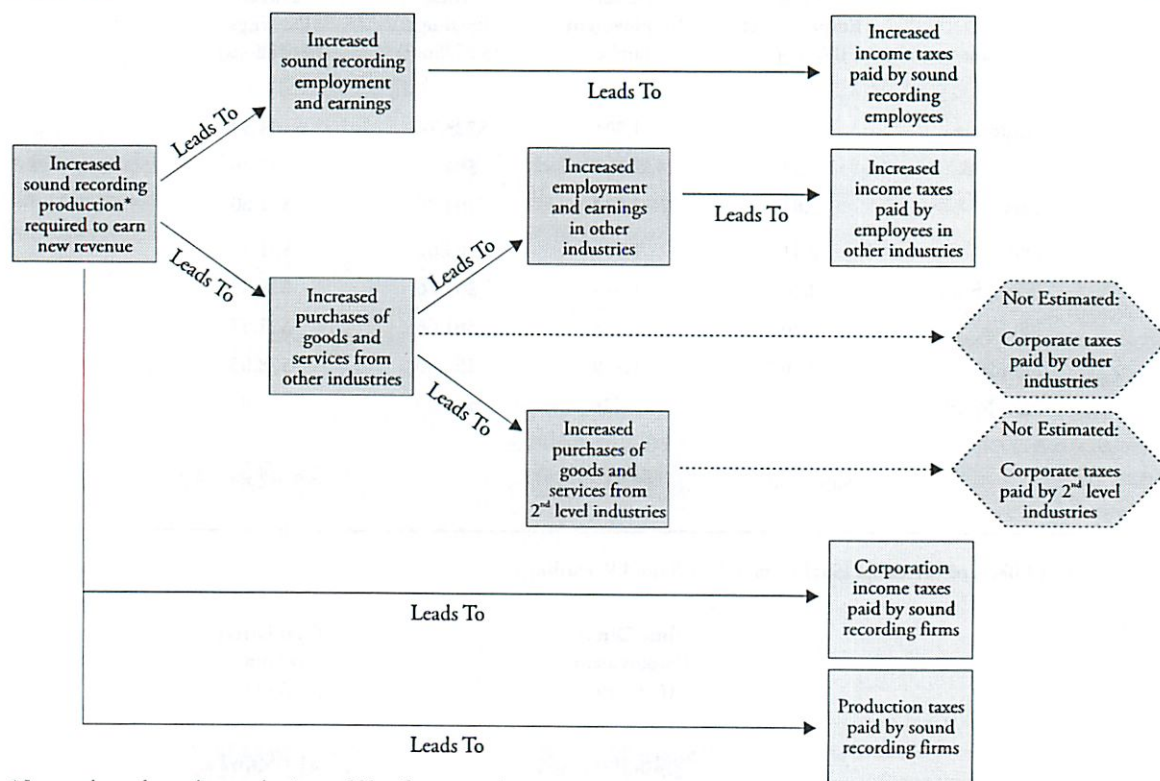 Increased
sound recording
employment
and earnings
Leads To
Increased
income taxes
paid by sound
recording
employees
Leads To
Increased
sound recording
production*
required to earn
new revenue
Increased
employment
and earnings
in other
industries
Leads To
Increased
income taxes
paid by
employees in
other industries
Leads To
Leads To
Increased
purchases of
goods and
services from
other industries
Not Estimated:
Corporate taxes
paid by other
industries
Leads To
Increased
purchases of
goods and
services from
2nd level industries
Not Estimated:
Corporate taxes
paid by 2nd level
industries
Leads To
Corporation
income taxes
paid by sound
recording firms
Leads To
Production taxes
paid by sound
recording firms